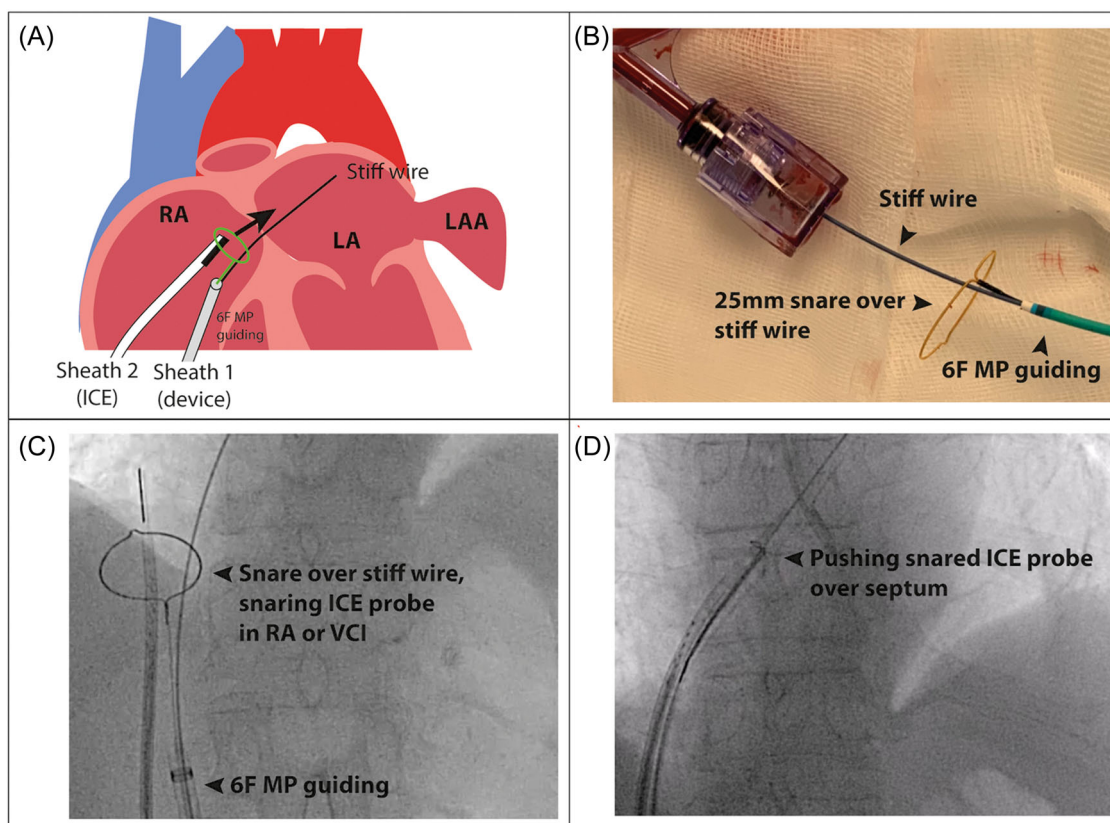 (A)
Stiff wire
RA
LAA
LA
6F MP
guiding
Sheath 2
(ICE)
Sheath 1
(device)
(B)
Stiff wire
25mm snare over
stiff wire
6F MP guiding
(C)
Snare over stiff wire,
snaring ICE probe
in RA or VCI
6F MP guiding
(D)
Pushing snared ICE probe
over septum